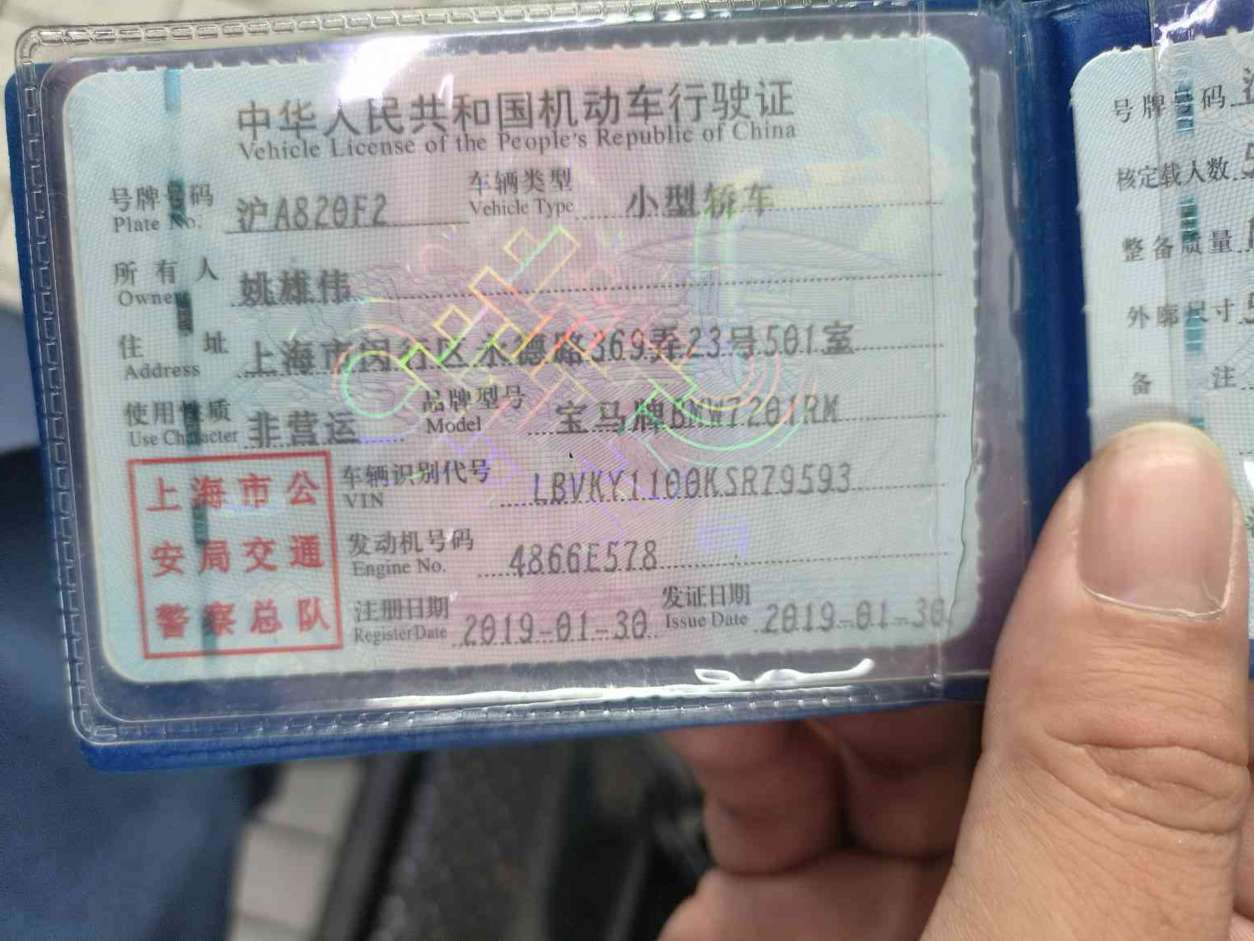 中华人民共和国机动车行驶证
Vehicle License of the People's Republic of China
号牌号码 沪A820F2 车辆类型 小型轿车
Plate No. Vehicle Type
所有人 姚雄伟
Owner
住址 上海市闵行区永德路369弄23号501室
Address
使用性质 非营运 品牌型号 宝马牌BMW7201RM
Use Character Model
车辆识别代号 LBVKY1100KSR79593
VIN
发动机号码 4866E578
Engine No.
注册日期 2019-01-30 发证日期 2019-01-30
Register Date Issue Date
上海市公
安局交通
警察总队
号牌号码
核定载人数
整备质量
外廓尺寸
备注